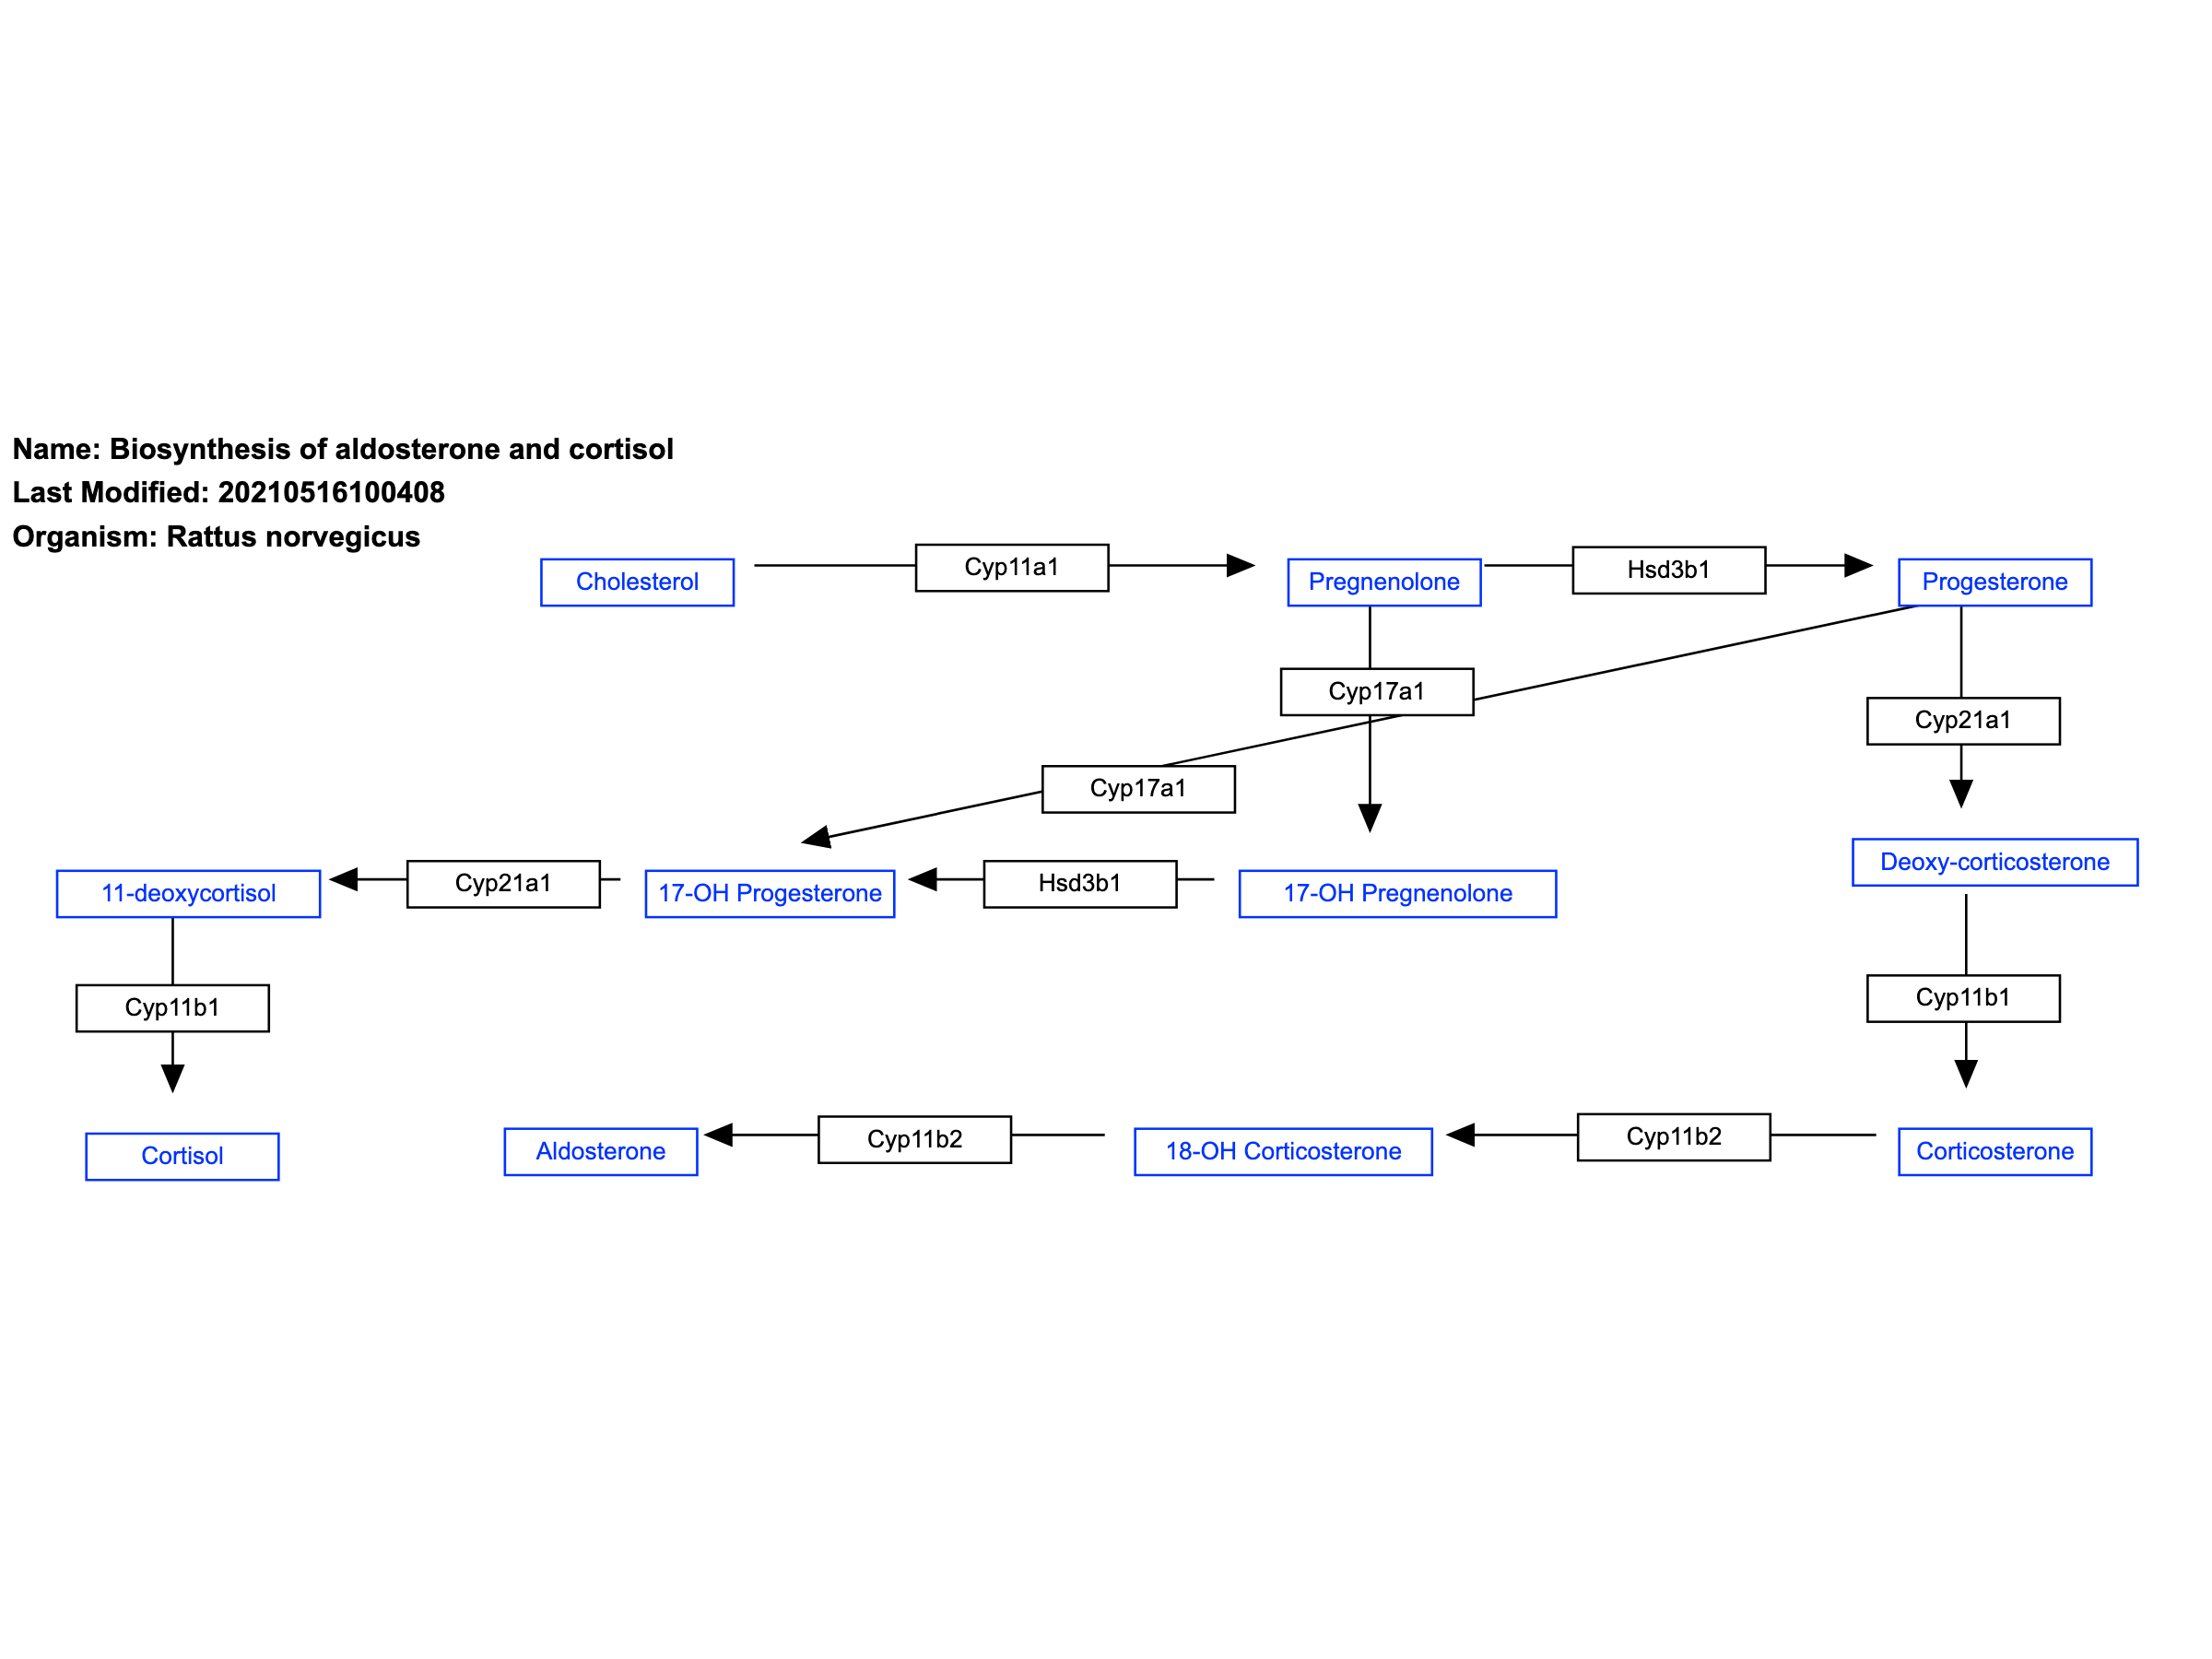 Name: Biosynthesis of aldosterone and cortisol
Last Modified: 20210516100408
Organism: Rattus norvegicus
Cholesterol
Cyp11a1
Pregnenolone
Hsd3b1
Progesterone
Cyp17a1
Cyp21a1
Cyp17a1
Deoxy-corticosterone
11-deoxycortisol
Cyp21a1
17-OH Progesterone
Hsd3b1
17-OH Pregnenolone
Cyp11b1
Cyp11b1
Cortisol
Aldosterone
Cyp11b2
18-OH Corticosterone
Cyp11b2
Corticosterone